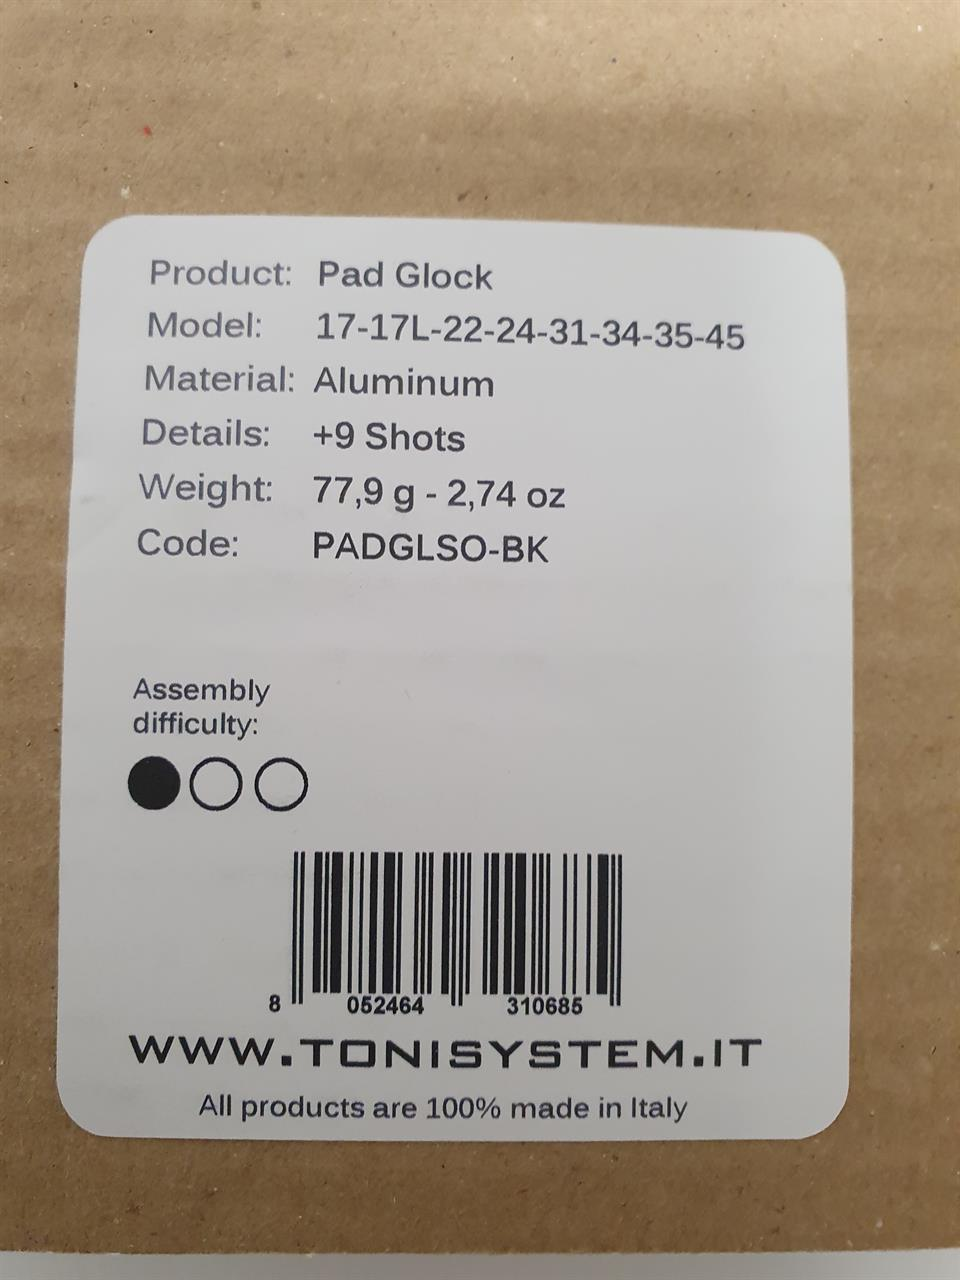 Product: Pad Glock
Model: 17-17L-22-24-31-34-35-45
Material: Aluminum
Details: +9 Shots
Weight: 77,9 g - 2,74 oz
Code: PADGLSO-BK
Assembly
difficulty:
8 052464 310685
WWW.TONISYSTEM.IT
All products are 100% made in Italy